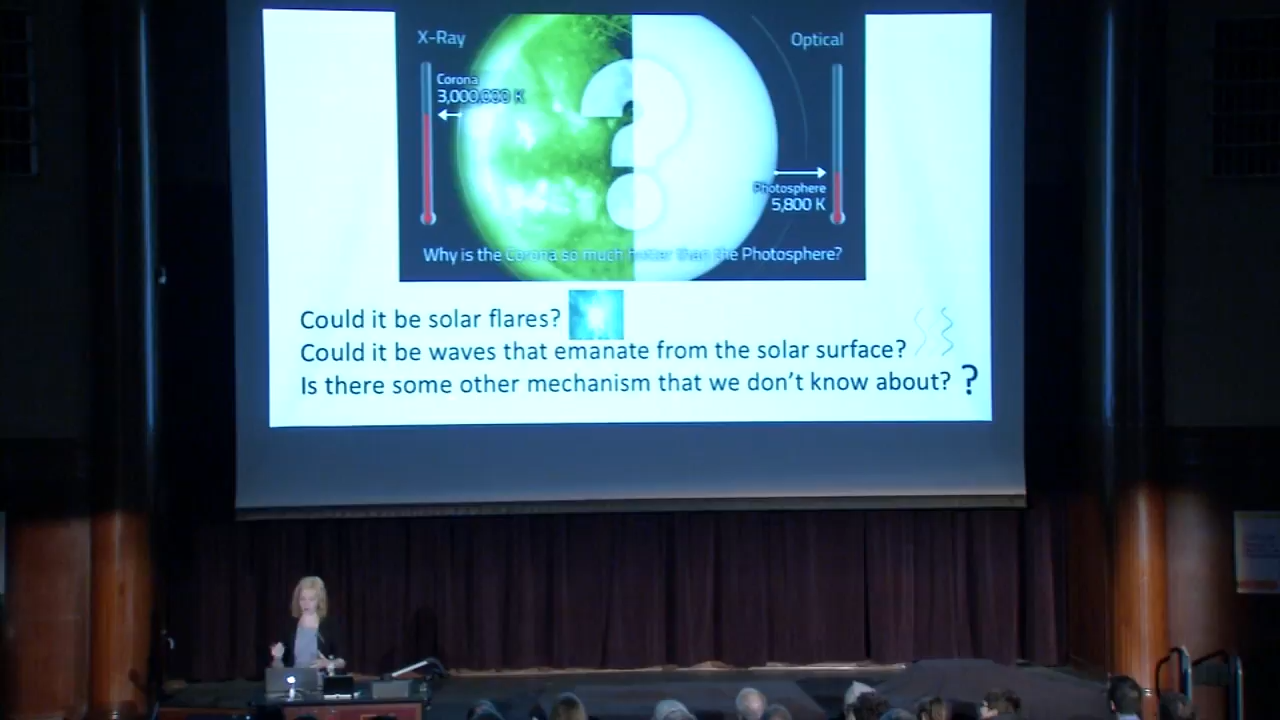 X-Ray
Optical
Corona
3,000,000 K
Photosphere
5,800 K
Why is the Corona so much hotter than the Photosphere?
Could it be solar flares?
Could it be waves that emanate from the solar surface?
Is there some other mechanism that we don't know about? ?